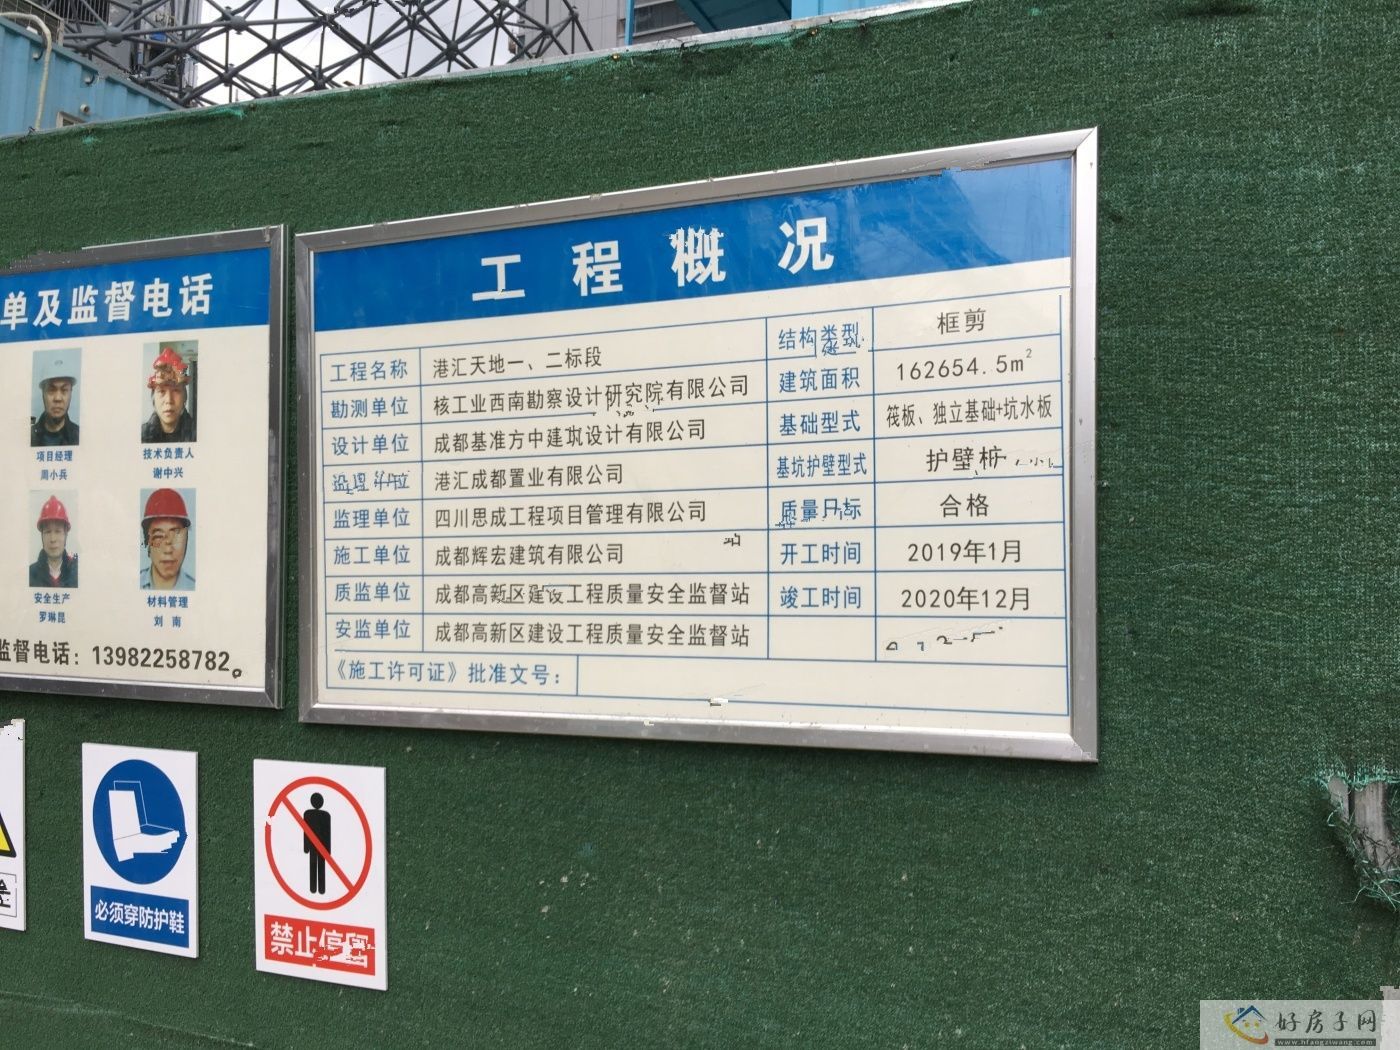 单及监督电话
项目经理
周小兵
技术负责人
谢中兴
安全生产
罗琳昆
材料管理
刘 南
监督电话：13982258782。
工程概况
工程名称 港汇天地一、二标段
勘测单位 核工业西南勘察设计研究院有限公司
设计单位 成都基准方中建筑设计有限公司
港汇成都置业有限公司
监理单位 四川思成工程项目管理有限公司
施工单位 成都辉宏建筑有限公司
质监单位 成都高新区建设工程质量安全监督站
安监单位 成都高新区建设工程质量安全监督站
《施工许可证》批准文号：
结构类型 框剪
建筑面积 162654.5m²
基础型式 筏板、独立基础+坑水板
基坑护壁型式 护壁桩
质量目标 合格
开工时间 2019年1月
竣工时间 2020年12月
必须穿防护鞋
禁止停留
好房子网
www.hfangziwang.com